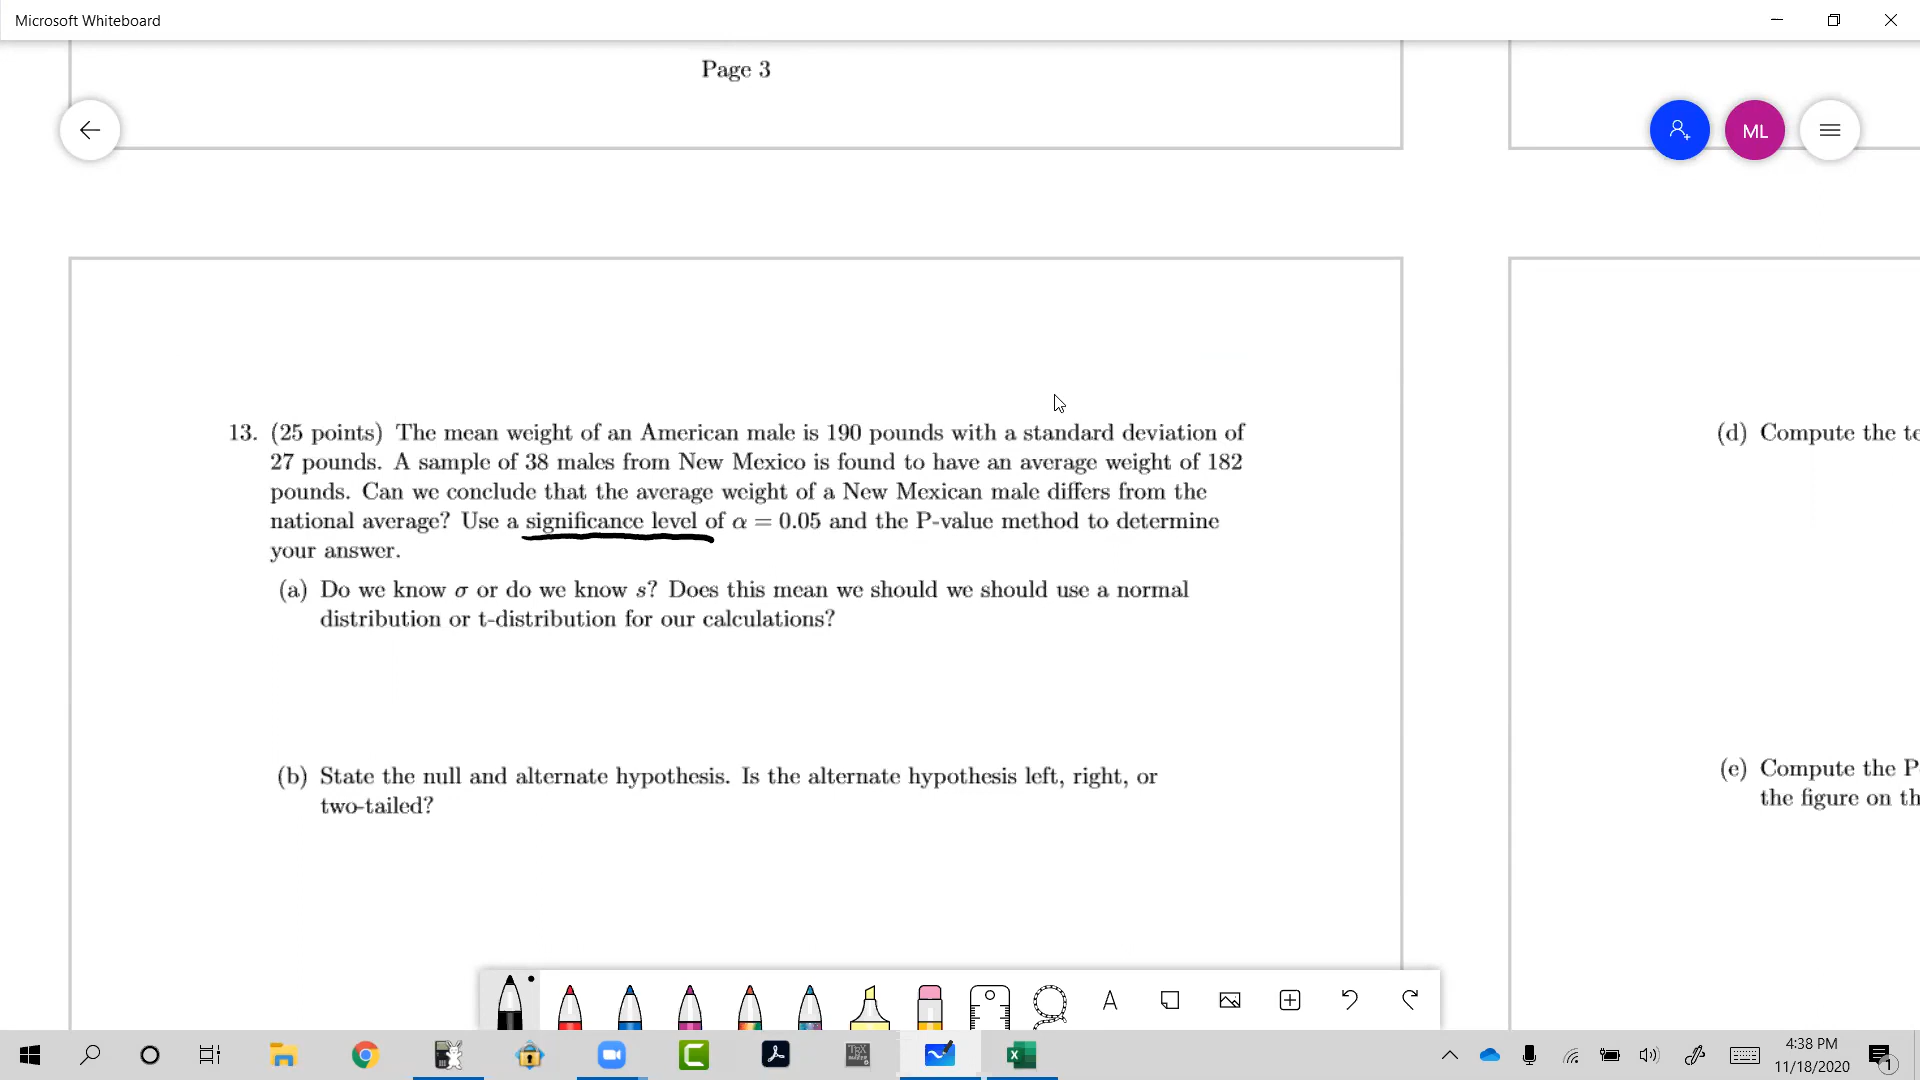 Microsoft Whiteboard
Page 3
ML
13. (25 points) The mean weight of an American male is 190 pounds with a standard deviation of
27 pounds. A sample of 38 males from New Mexico is found to have an average weight of 182
pounds. Can we conclude that the average weight of a New Mexican male differs from the
national average? Use a significance level of α = 0.05 and the P-value method to determine
your answer.
(a) Do we know σ or do we know s? Does this mean we should we should use a normal
distribution or t-distribution for our calculations?
(b) State the null and alternate hypothesis. Is the alternate hypothesis left, right, or
two-tailed?
(d) Compute the te
(e) Compute the P
the figure on th
A
4:38 PM
11/18/2020
1